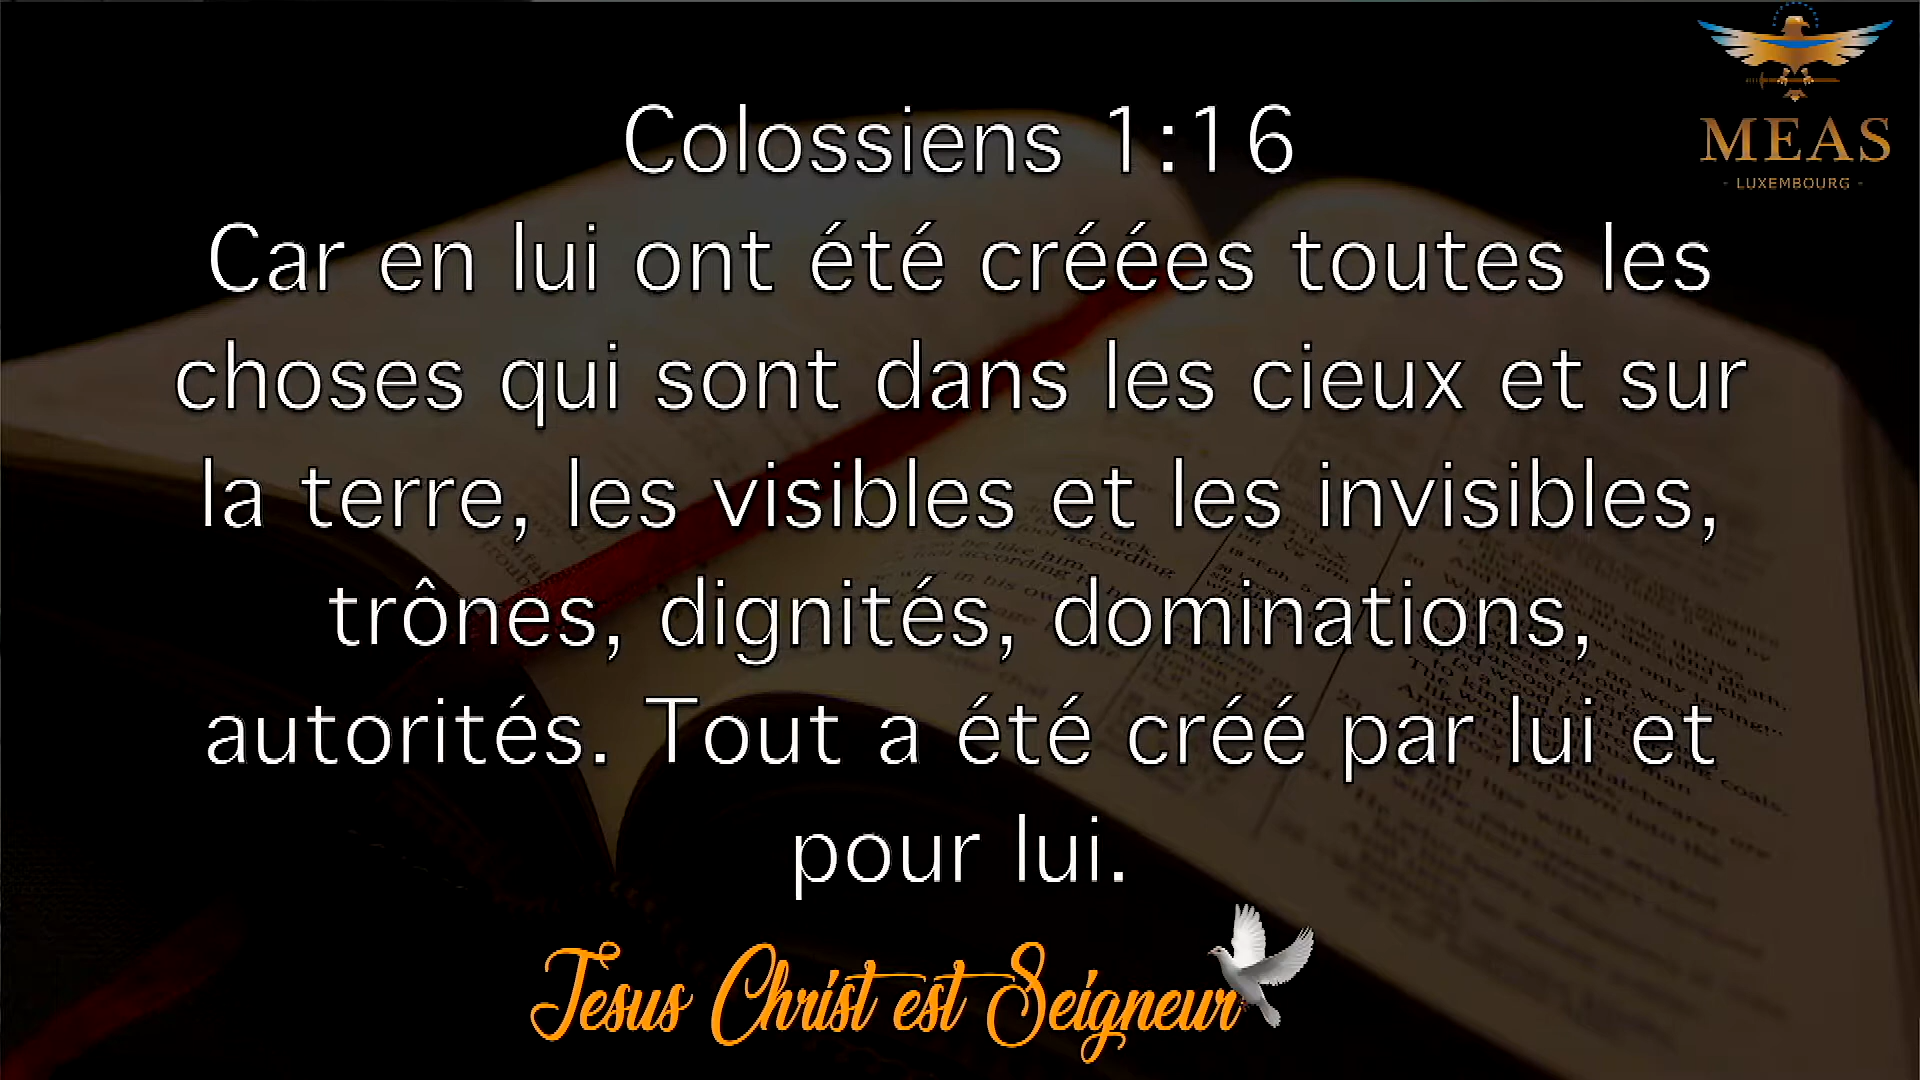 MEAS
- LUXEMBOURG -
Colossiens 1:16
Car en lui ont été créées toutes les
choses qui sont dans les cieux et sur
la terre, les visibles et les invisibles,
trônes, dignités, dominations,
autorités. Tout a été créé par lui et
pour lui.
Jesus Christ est Seigneur